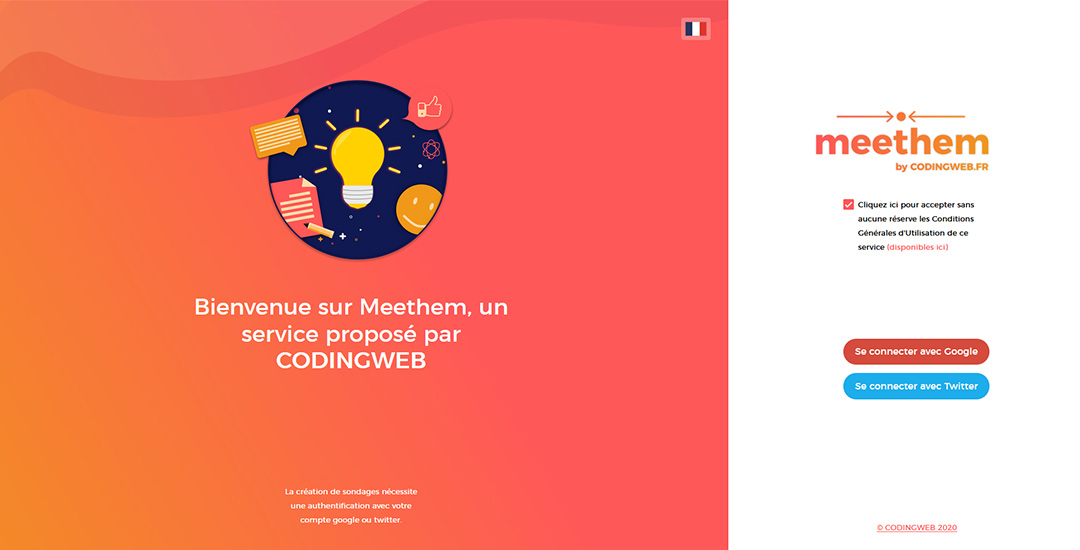 Bienvenue sur Meethem, un
service proposé par
CODINGWEB
La création de sondages nécessite
une authentification avec votre
compte google ou twitter.
meethem
by CODINGWEB.FR
Cliquez ici pour accepter sans
aucune réserve les Conditions
Générales d'Utilisation de ce
service (disponibles ici)
Se connecter avec Google
Se connecter avec Twitter
© CODINGWEB 2020